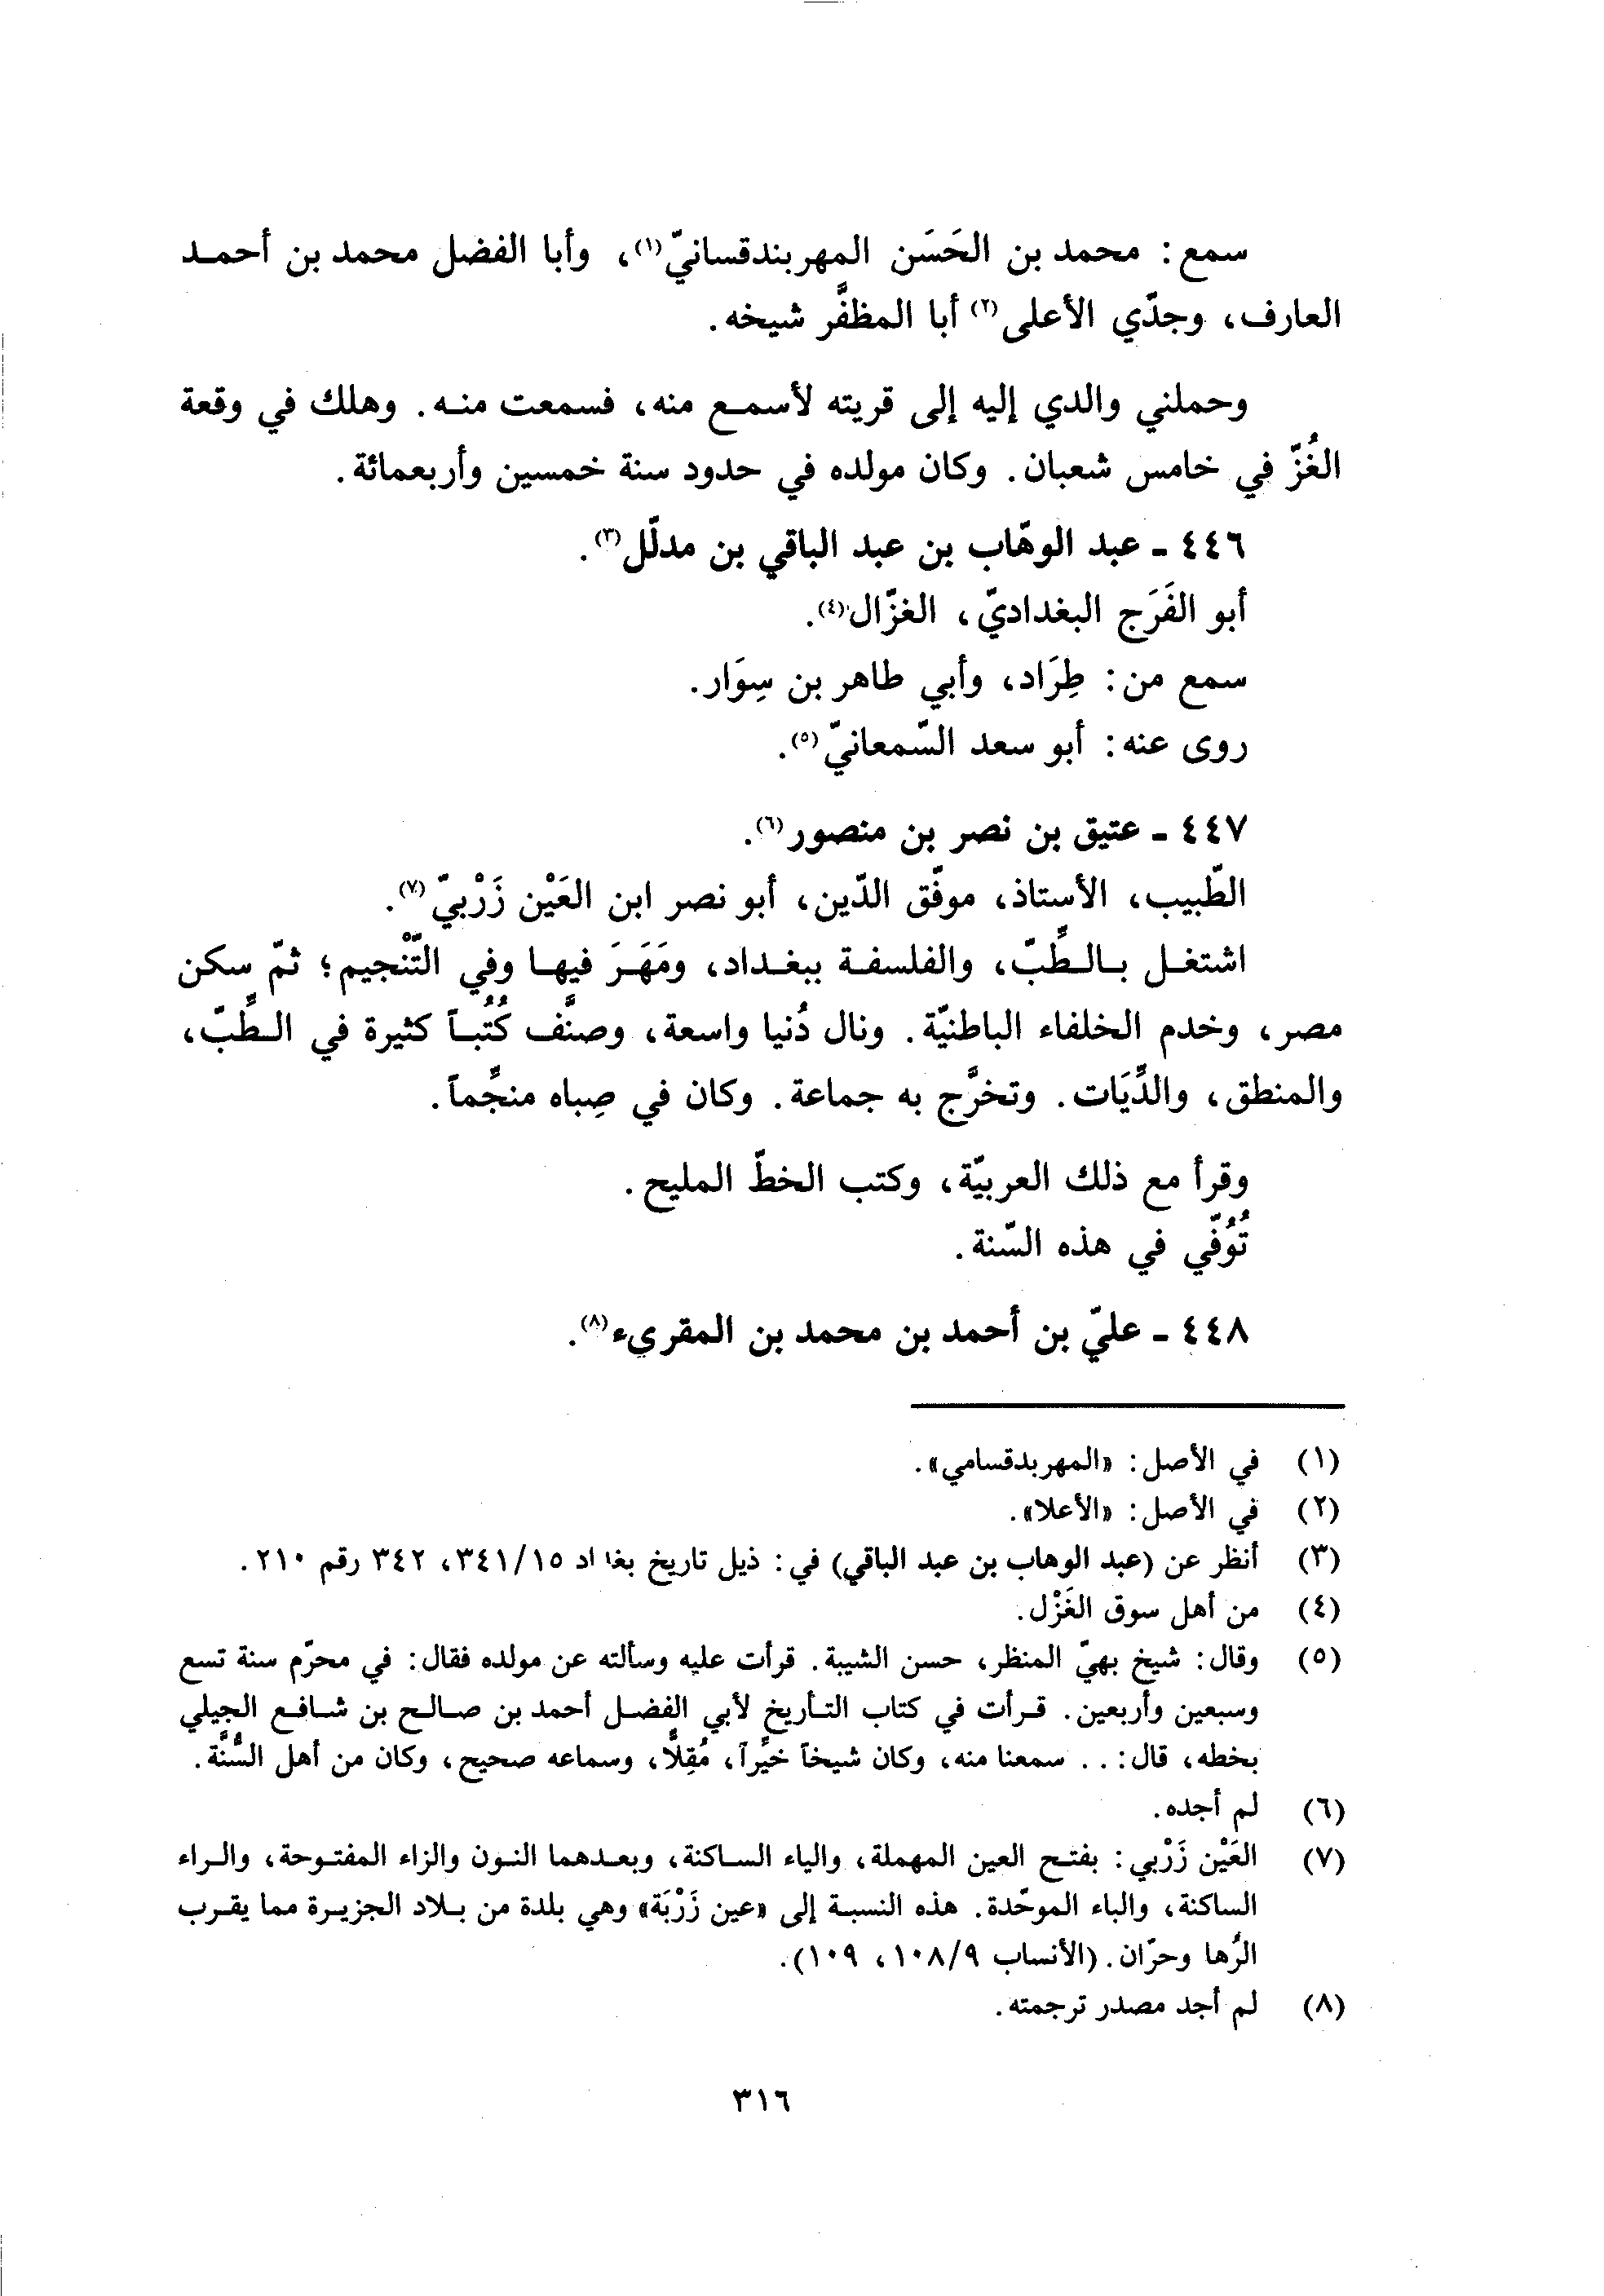 سمع: محمد بن الحَسَن المهربندقسانيّ(١)، وأبا الفضل محمد بن أحمد
العارف، وجدّي الأعلى(٢) أبا المظفَّر شيخه.
وحملني والدي إليه إلى قريته لأسمع منه، فسمعت منه. وهلك في وقعة
الغُزّ في خامس شعبان. وكان مولده في حدود سنة خمسين وأربعمائة.
٤٤٦ - عبد الوهّاب بن عبد الباقي بن مدلّل(٣).
أبو الفَرَج البغداديّ، الغزّال(٤).
سمع من: طِرَاد، وأبي طاهر بن سِوَار.
روى عنه: أبو سعد السّمعانيّ(٥).
٤٤٧ - عتيق بن نصر بن منصور(٦).
الطّبيب، الأستاذ، موفّق الدّين، أبو نصر ابن العَيْن زَرْبيّ(٧).
اشتغل بالطِّبّ، والفلسفة ببغداد، ومَهَرَ فيها وفي التّنْجيم؛ ثمّ سكن
مصر، وخدم الخلفاء الباطنيّة. ونال دُنيا واسعة، وصنَّف كُتُباً كثيرة في الطِّبّ،
والمنطق، والدِّيَات. وتخرَّج به جماعة. وكان في صِباه منجِّماً.
وقرأ مع ذلك العربيّة، وكتب الخطّ المليح.
تُوُفّي في هذه السّنة.
٤٤٨ - عليّ بن أحمد بن محمد بن المقريء(٨).
(١) في الأصل: «المهربدقسامي».
(٢) في الأصل: «الأعلا».
(٣) أنظر عن (عبد الوهاب بن عبد الباقي) في: ذيل تاريخ بغداد ٣٤١/١٥، ٣٤٢ رقم ٢١٠.
(٤) من أهل سوق الغَزْل.
(٥) وقال: شيخ بهيّ المنظر، حسن الشيبة. قرأت عليه وسألته عن مولده فقال: في محرّم سنة تسع
وسبعين وأربعين. قرأت في كتاب التأريخ لأبي الفضل أحمد بن صالح بن شافع الجيلي
بخطه، قال: .. سمعنا منه، وكان شيخاً خيِّراً، مُقِلًّا، وسماعه صحيح، وكان من أهل السُّنَّة.
(٦) لم أجده.
(٧) العَيْن زَرْبي: بفتح العين المهملة، والياء الساكنة، وبعدهما النون والزاء المفتوحة، والراء
الساكنة، والباء الموحّدة. هذه النسبة إلى «عين زَرْبَة» وهي بلدة من بلاد الجزيرة مما يقرب
الرُها وحرّان. (الأنساب ١٠٨/٩، ١٠٩).
(٨) لم أجد مصدر ترجمته.
٣١٦